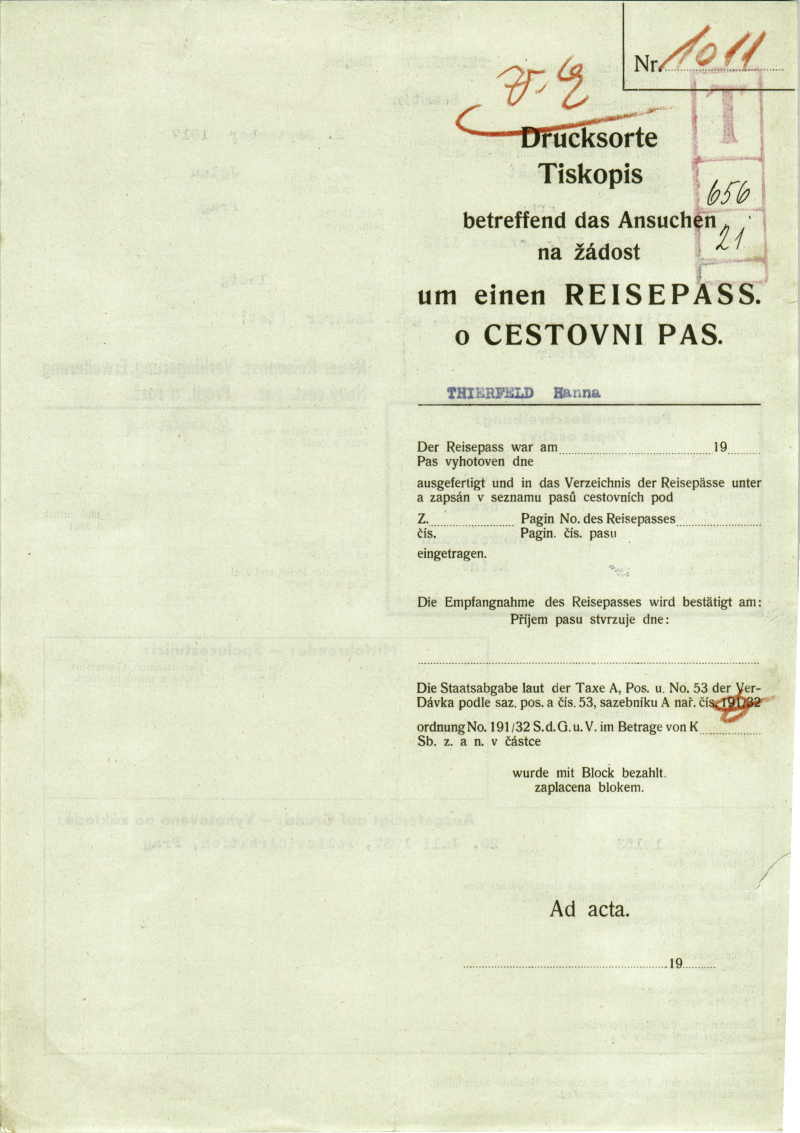 Nr. 1011
T
656
21
Drucksorte
Tiskopis
betreffend das Ansuchen
na žádost
um einen REISEPASS.
o CESTOVNI PAS.
THIERFELD Hanna
Der Reisepass war am 19
Pas vyhotoven dne
ausgefertigt und in das Verzeichnis der Reisepässe unter
a zapsán v seznamu pasů cestovních pod
Z. Pagin No. des Reisepasses
čís. Pagin. čís. pasu
eingetragen.
Die Empfangnahme des Reisepasses wird bestätigt am:
Příjem pasu stvrzuje dne:
Die Staatsabgabe laut der Taxe A, Pos. u. No. 53 der Ver-
Dávka podle saz. pos. a čís. 53, sazebníku A nař. čís. 191/32
ordnung No. 191/32 S. d. G. u. V. im Betrage von K
Sb. z. a n. v částce
wurde mit Block bezahlt.
zaplacena blokem.
Ad acta.
19